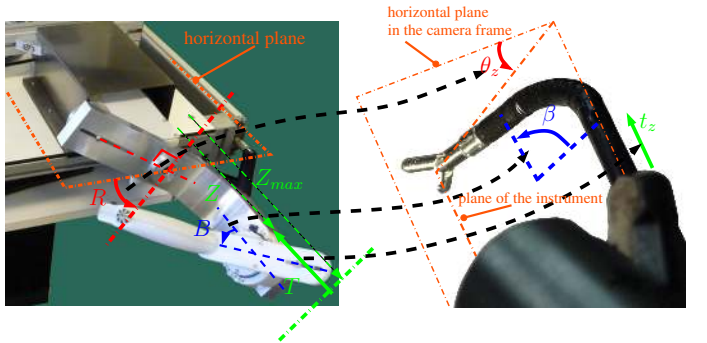 horizontal plane
horizontal plane
in the camera frame
θz
β
tz
Zmax
R
Z
B
T
plane of the instrument